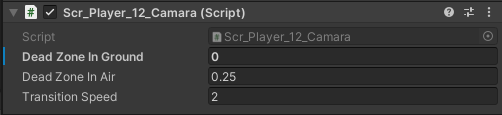 Scr_Player_12_Camara (Script)
Script Scr_Player_12_Camara
Dead Zone In Ground 0
Dead Zone In Air 0.25
Transition Speed 2